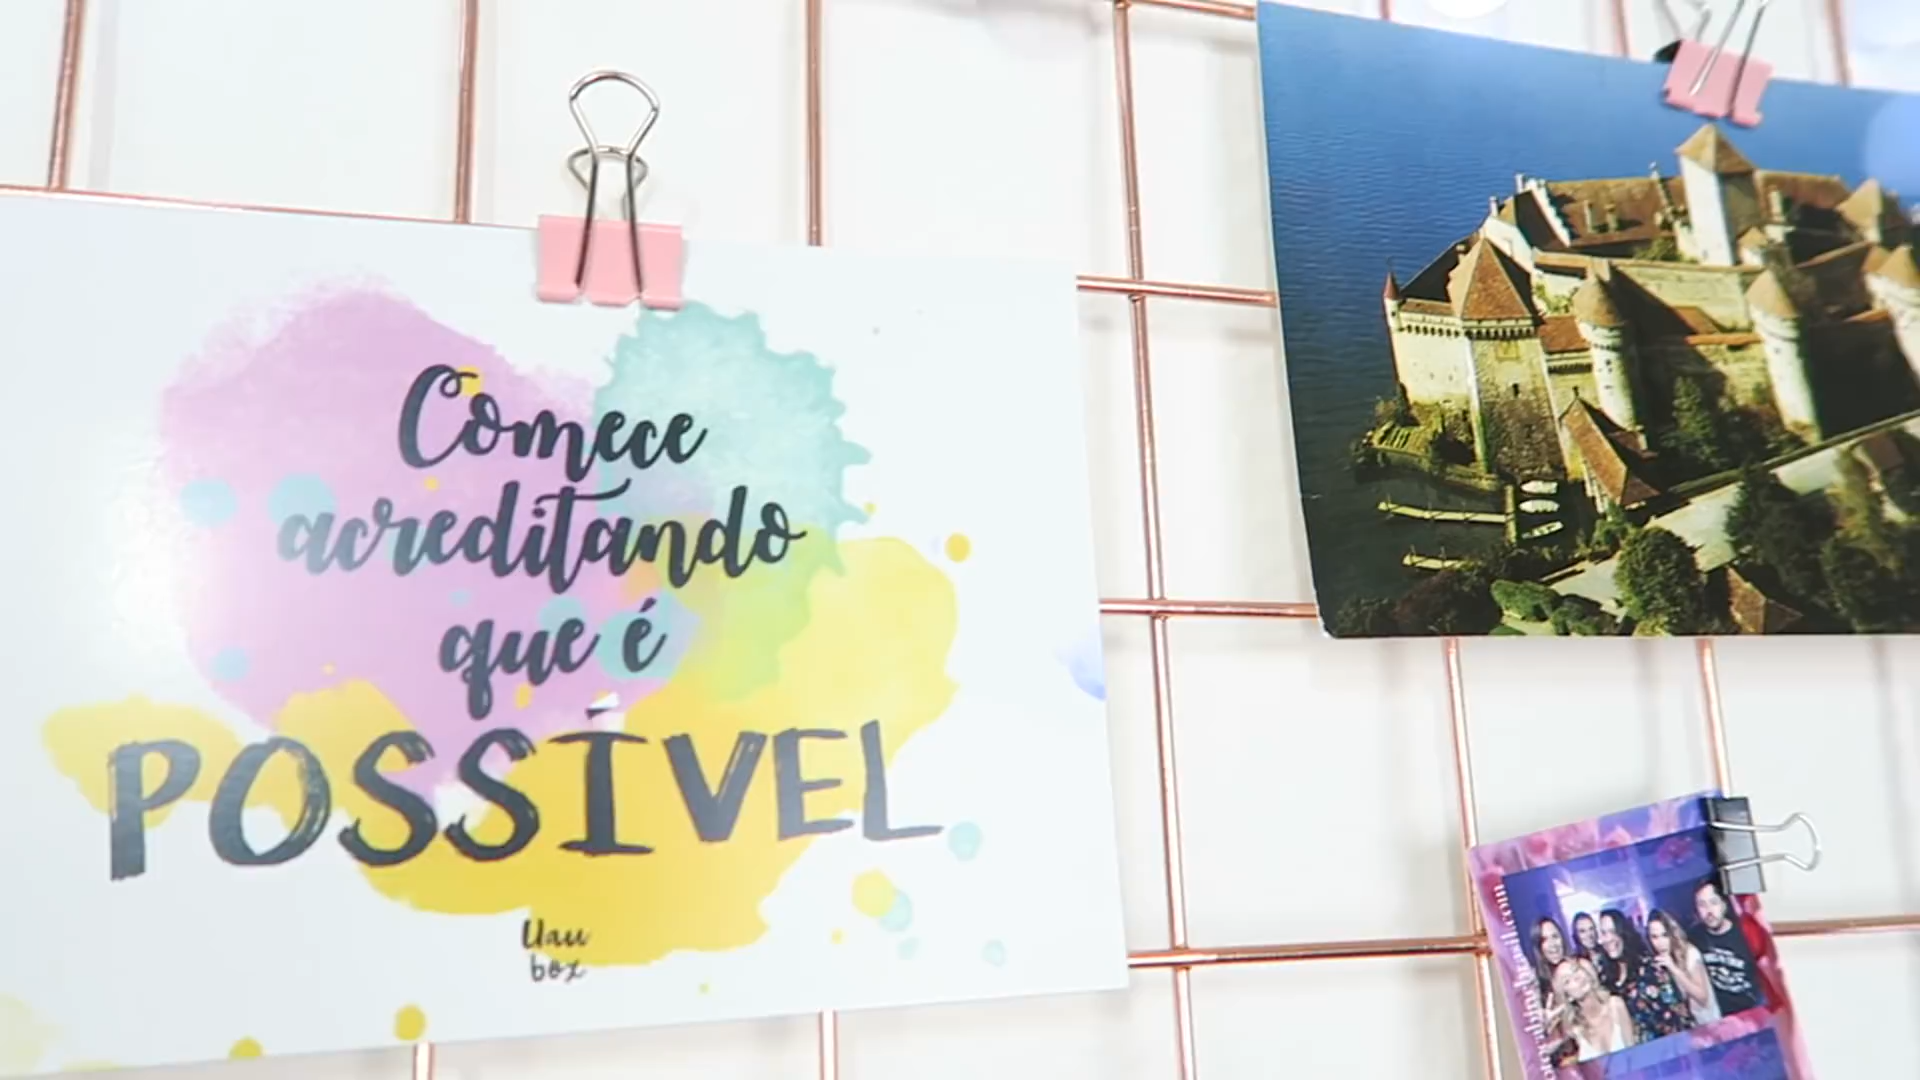 Comece
acreditando
que é
POSSÍVEL
Uau
box